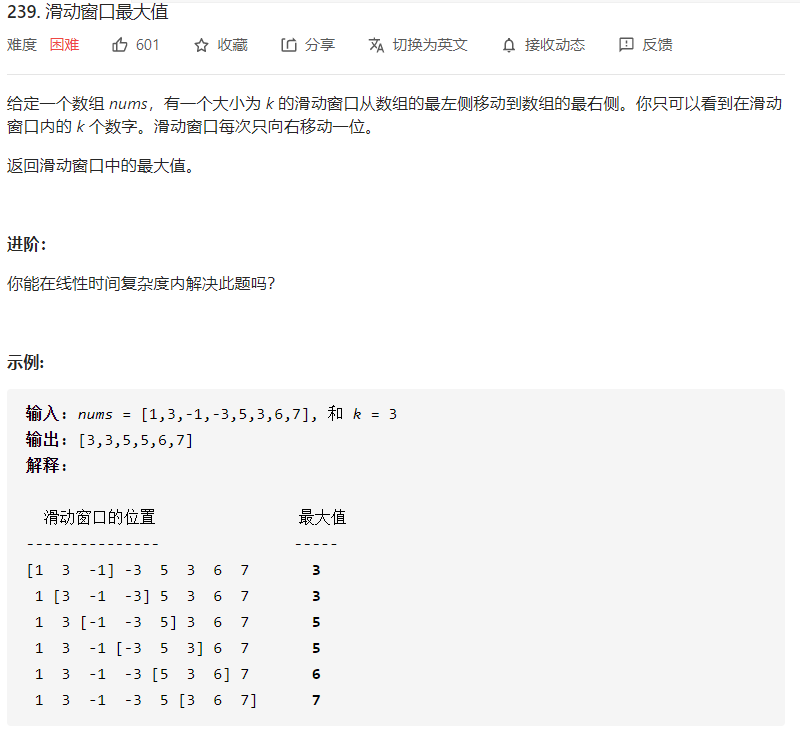 239. 滑动窗口最大值
难度 困难 601 收藏 分享 切换为英文 接收动态 反馈
给定一个数组 nums，有一个大小为 k 的滑动窗口从数组的最左侧移动到数组的最右侧。你只可以看到在滑动
窗口内的 k 个数字。滑动窗口每次只向右移动一位。
返回滑动窗口中的最大值。
进阶：
你能在线性时间复杂度内解决此题吗？
示例:
输入: nums = [1,3,-1,-3,5,3,6,7], 和 k = 3
输出: [3,3,5,5,6,7]
解释:
滑动窗口的位置 最大值
--------------- -----
[1 3 -1] -3 5 3 6 7 3
1 [3 -1 -3] 5 3 6 7 3
1 3 [-1 -3 5] 3 6 7 5
1 3 -1 [-3 5 3] 6 7 5
1 3 -1 -3 [5 3 6] 7 6
1 3 -1 -3 5 [3 6 7] 7